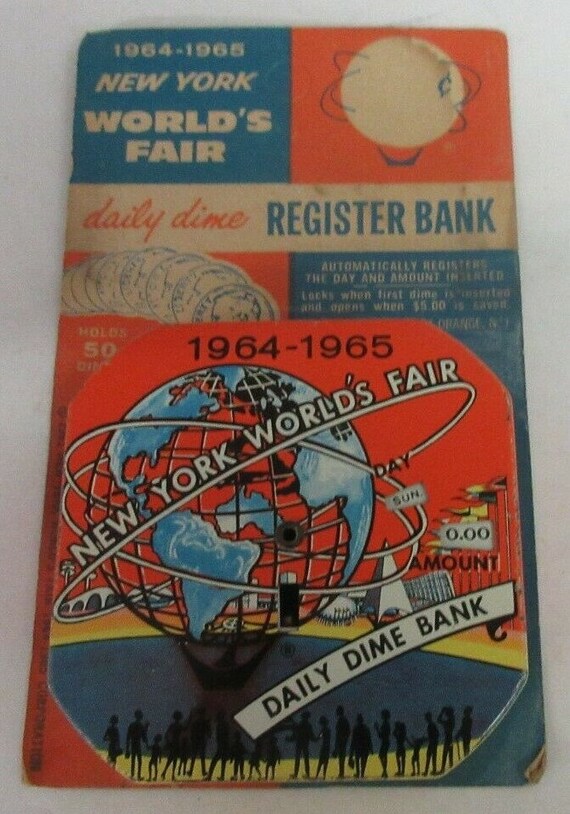 1964-1965
NEW YORK
WORLD'S
FAIR
¢
daily dime REGISTER BANK
AUTOMATICALLY REGISTERS
THE DAY AND AMOUNT INSERTED
Locks when first dime is inserted
and opens when $5.00 is saved.
ORANGE, N.J.
HOLDS
50
1964-1965
NEW YORK WORLD'S FAIR
DAY
SUN.
0.00
AMOUNT
®
DAILY DIME BANK